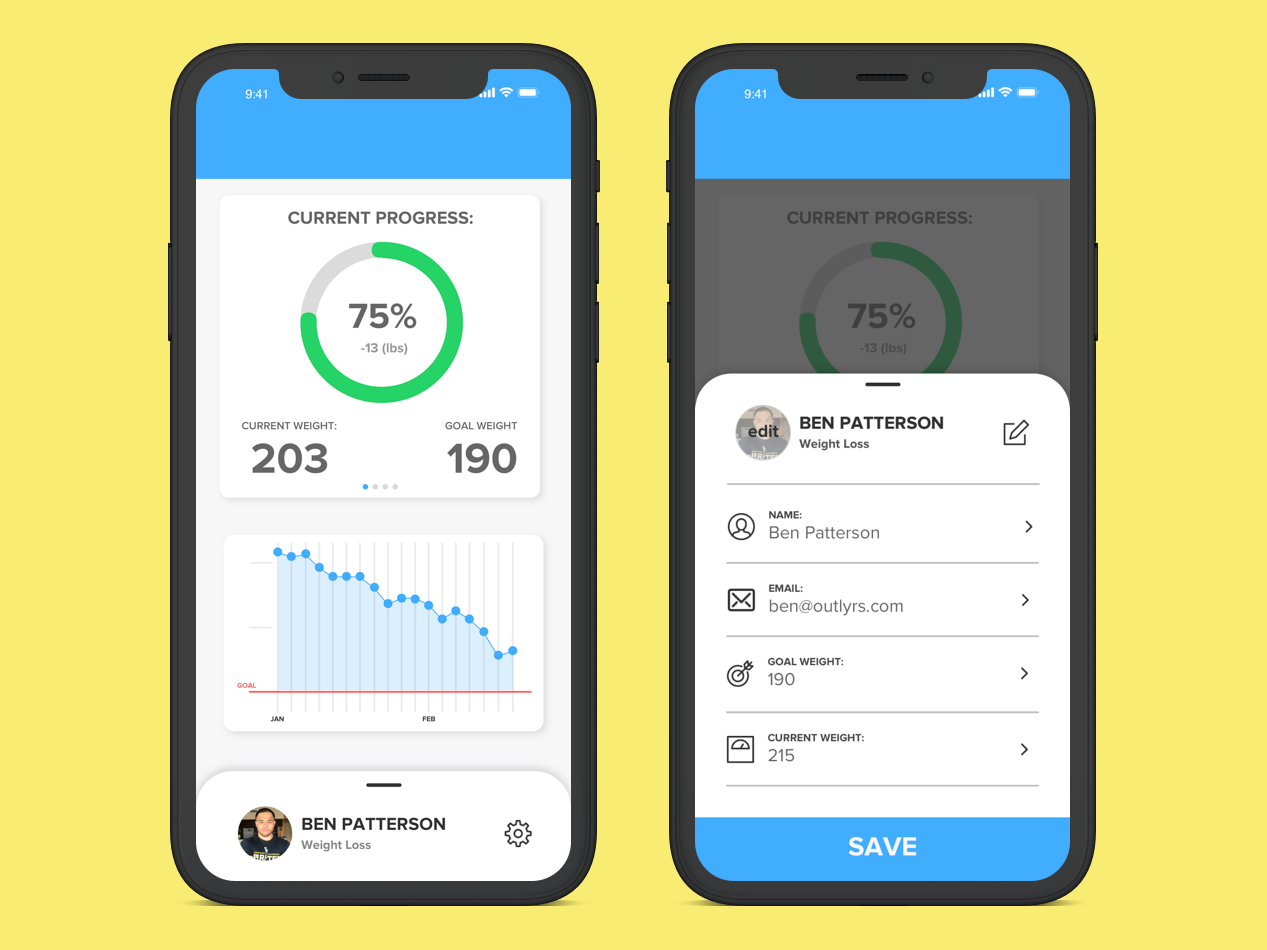 9:41
CURRENT PROGRESS:
75%
-13 (lbs)
CURRENT WEIGHT:
GOAL WEIGHT
203
190
GOAL
JAN
FEB
BEN PATTERSON
Weight Loss
9:41
CURRENT PROGRESS:
75%
-13 (lbs)
edit
BEN PATTERSON
Weight Loss
NAME:
Ben Patterson
EMAIL:
ben@outlyrs.com
GOAL WEIGHT:
190
CURRENT WEIGHT:
215
SAVE